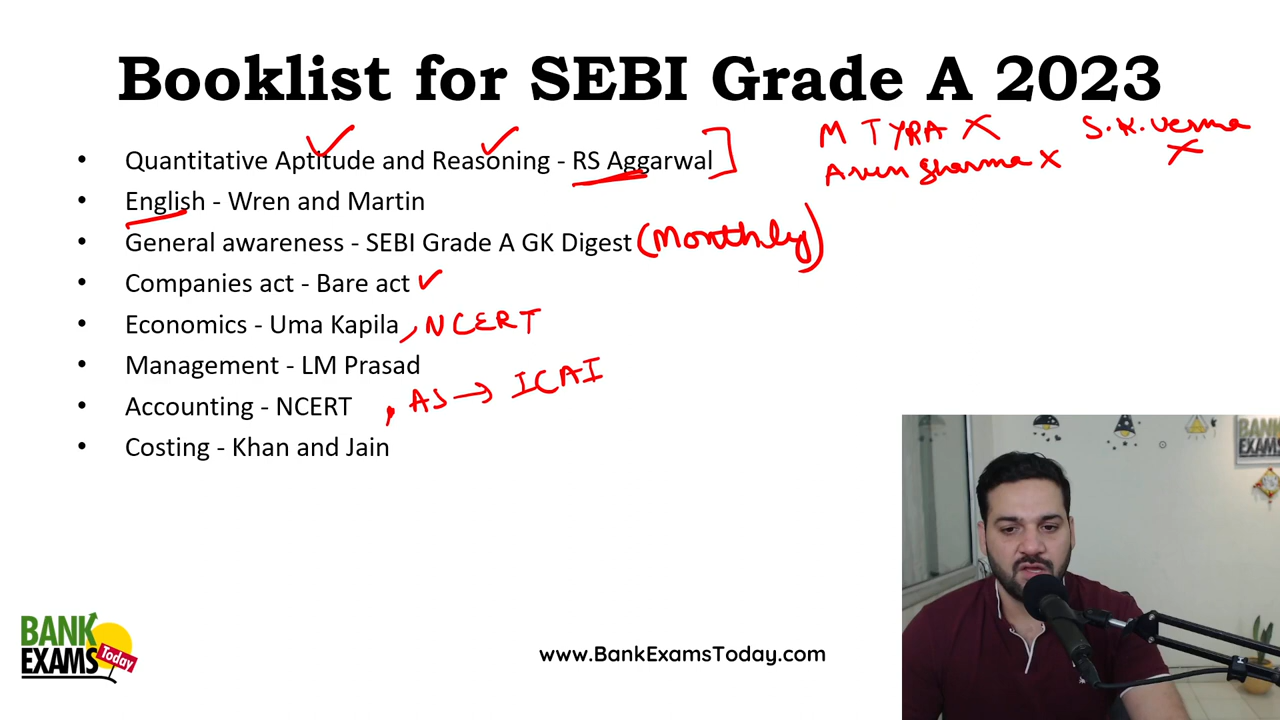 Booklist for SEBI Grade A 2023
M TYRA X
S.K. Verma
X
Arun Sharma X
• Quantitative Aptitude and Reasoning - RS Aggarwal
• English - Wren and Martin
• General awareness - SEBI Grade A GK Digest (Monthly)
• Companies act - Bare act
• Economics - Uma Kapila, NCERT
• Management - LM Prasad
• Accounting - NCERT , AS → ICAI
• Costing - Khan and Jain
BANK
EXAMS
Today
www.BankExamsToday.com
BANK
EXAMS